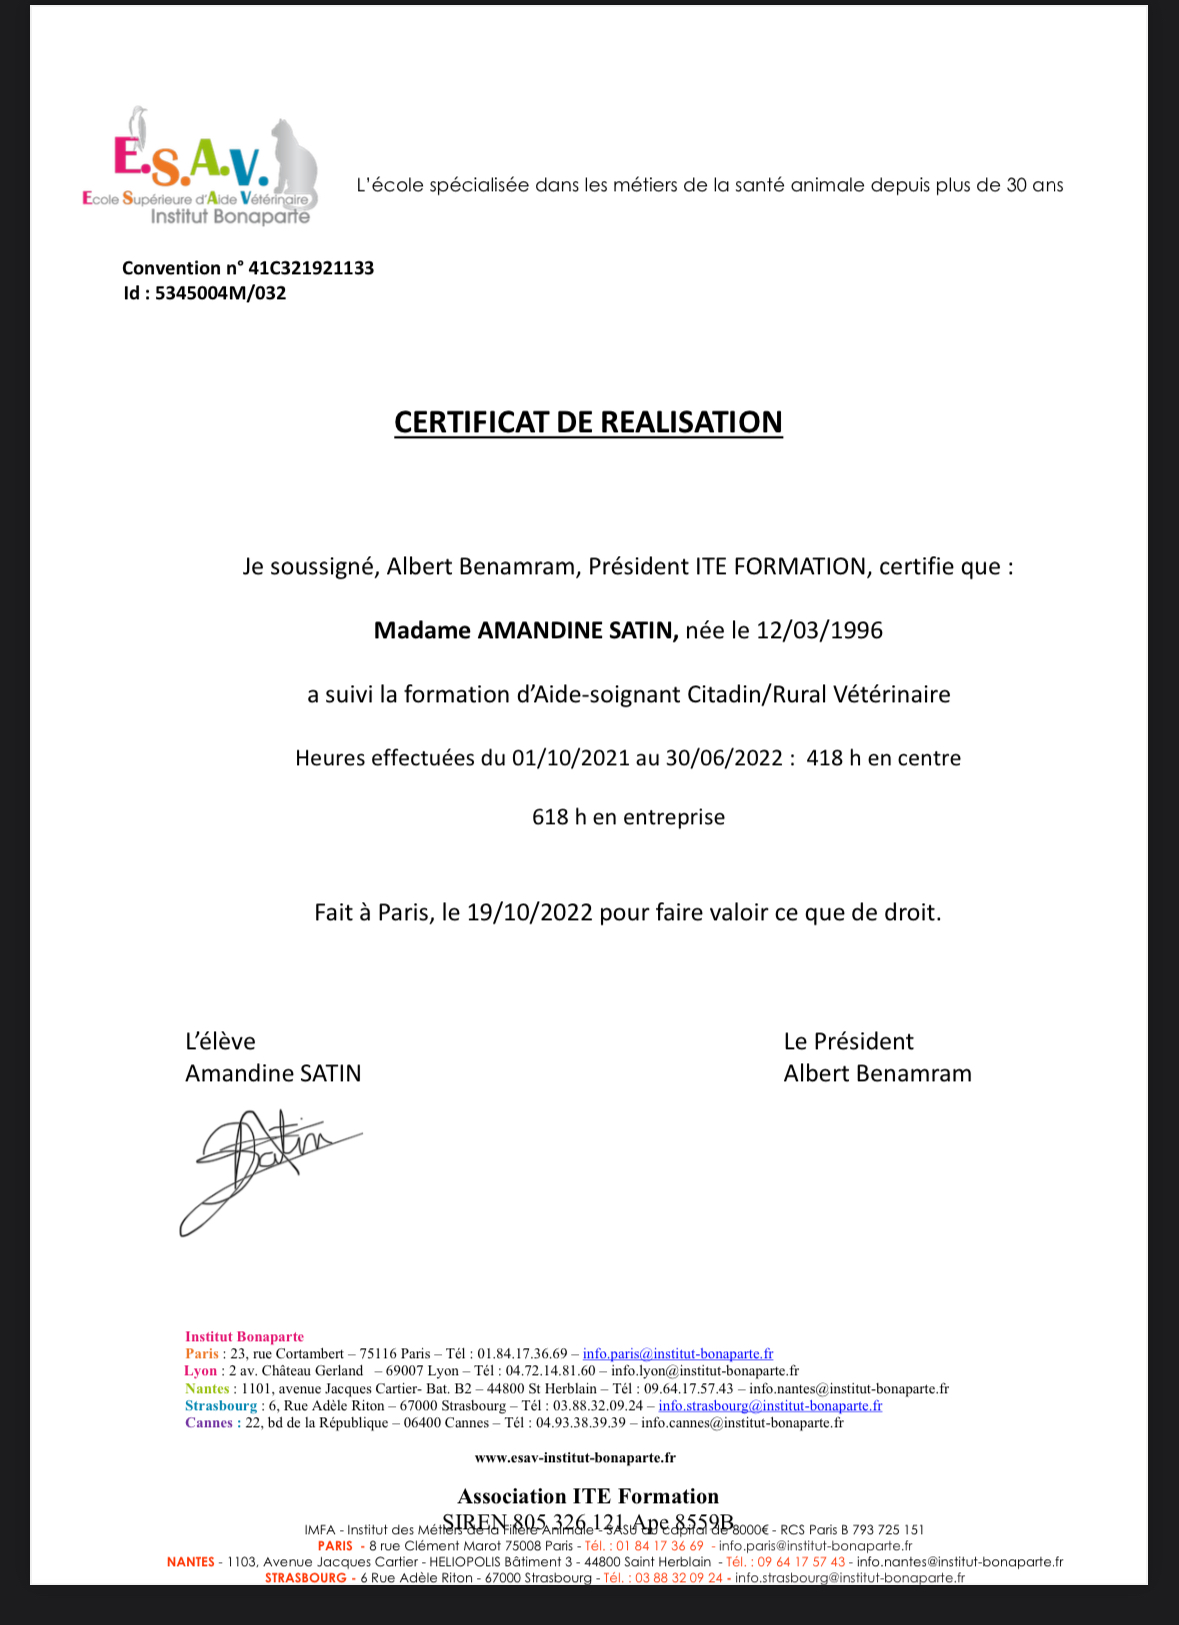 E.S.A.V.
Ecole Supérieure d'Aide Vétérinaire
Institut Bonaparte
L'école spécialisée dans les métiers de la santé animale depuis plus de 30 ans
Convention n° 41C321921133
Id : 5345004M/032
CERTIFICAT DE REALISATION
Je soussigné, Albert Benamram, Président ITE FORMATION, certifie que :
Madame AMANDINE SATIN, née le 12/03/1996
a suivi la formation d'Aide-soignant Citadin/Rural Vétérinaire
Heures effectuées du 01/10/2021 au 30/06/2022 : 418 h en centre
618 h en entreprise
Fait à Paris, le 19/10/2022 pour faire valoir ce que de droit.
L'élève
Amandine SATIN
Le Président
Albert Benamram
Satin
Institut Bonaparte
Paris : 23, rue Cortambert – 75116 Paris – Tél : 01.84.17.36.69 – info.paris@institut-bonaparte.fr
Lyon : 2 av. Château Gerland – 69007 Lyon – Tél : 04.72.14.81.60 – info.lyon@institut-bonaparte.fr
Nantes : 1101, avenue Jacques Cartier- Bat. B2 – 44800 St Herblain – Tél : 09.64.17.57.43 – info.nantes@institut-bonaparte.fr
Strasbourg : 6, Rue Adèle Riton – 67000 Strasbourg – Tél : 03.88.32.09.24 – info.strasbourg@institut-bonaparte.fr
Cannes : 22, bd de la République – 06400 Cannes – Tél : 04.93.38.39.39 – info.cannes@institut-bonaparte.fr
www.esav-institut-bonaparte.fr
Association ITE Formation
SIREN 805 326 121 Ape 8559B
IMFA - Institut des Métiers de la Filière Animale - SASU au Capital de 8000€ - RCS Paris B 793 725 151
PARIS - 8 rue Clément Marot 75008 Paris - Tél. : 01 84 17 36 69 - info.paris@institut-bonaparte.fr
NANTES - 1103, Avenue Jacques Cartier - HELIOPOLIS Bâtiment 3 - 44800 Saint Herblain - Tél. : 09 64 17 57 43 - info.nantes@institut-bonaparte.fr
STRASBOURG - 6 Rue Adèle Riton - 67000 Strasbourg - Tél. : 03 88 32 09 24 - info.strasbourg@institut-bonaparte.fr